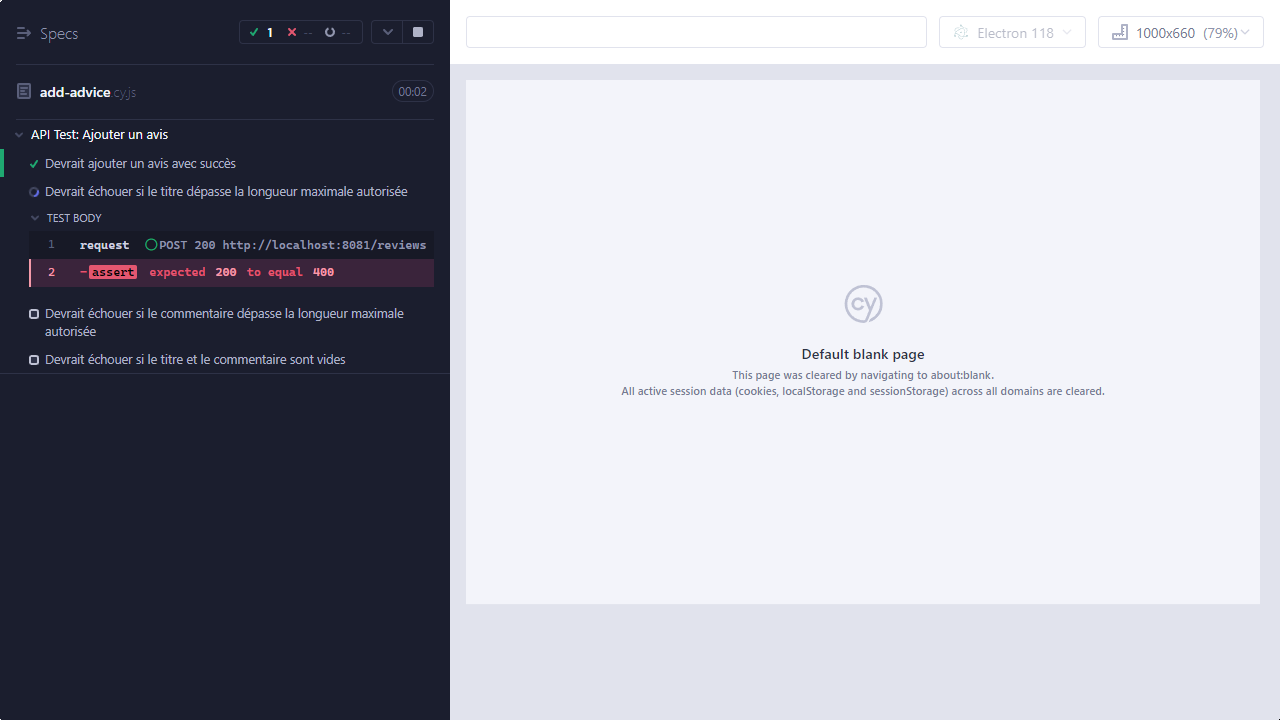 Specs
1
--
--
Electron 118
1000x660 (79%)
add-advice.cy.js
00:02
API Test: Ajouter un avis
Devrait ajouter un avis avec succès
Devrait échouer si le titre dépasse la longueur maximale autorisée
TEST BODY
1 request POST 200 http://localhost:8081/reviews
2 -assert expected 200 to equal 400
Devrait échouer si le commentaire dépasse la longueur maximale
autorisée
Devrait échouer si le titre et le commentaire sont vides
cy
Default blank page
This page was cleared by navigating to about:blank.
All active session data (cookies, localStorage and sessionStorage) across all domains are cleared.